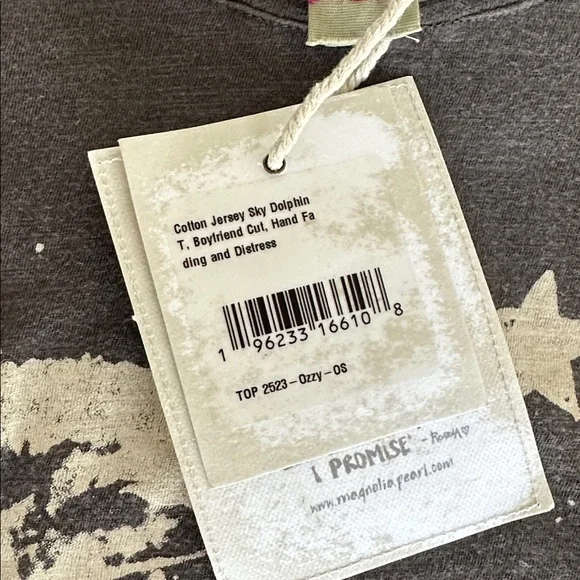 Cotton Jersey Sky Dolphin
T, Boyfriend Cut, Hand Fa
ding and Distress
1 96233 16610 8
TOP 2523-Ozzy-OS
I PROMISE
www.magnoliapearl.com